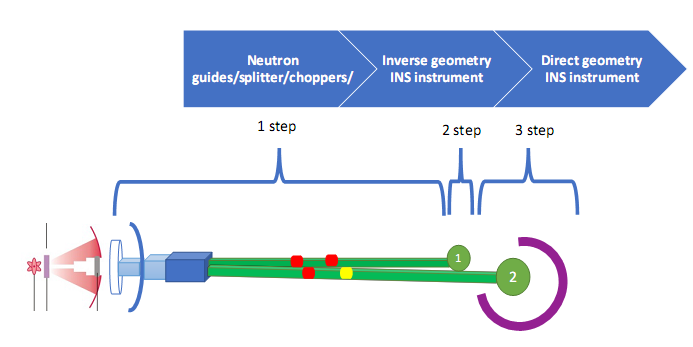 Neutron
guides/splitter/choppers/
Inverse geometry
INS instrument
Direct geometry
INS instrument
1 step
2 step
3 step
1
2